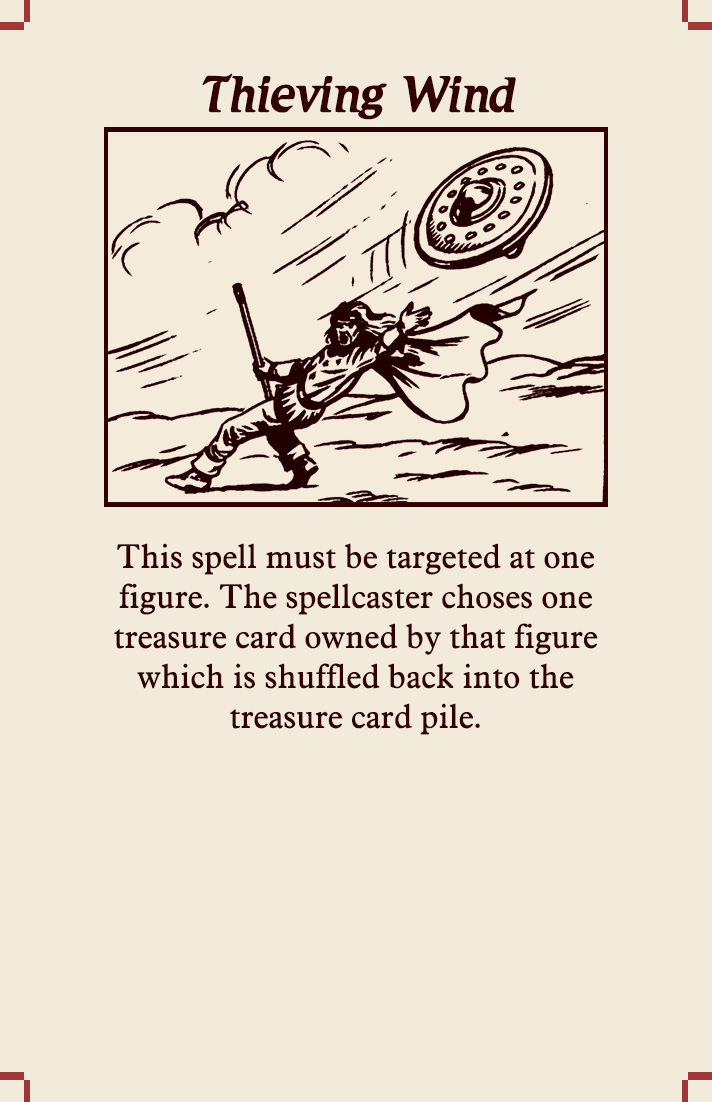 Thieving Wind
This spell must be targeted at one
figure. The spellcaster choses one
treasure card owned by that figure
which is shuffled back into the
treasure card pile.